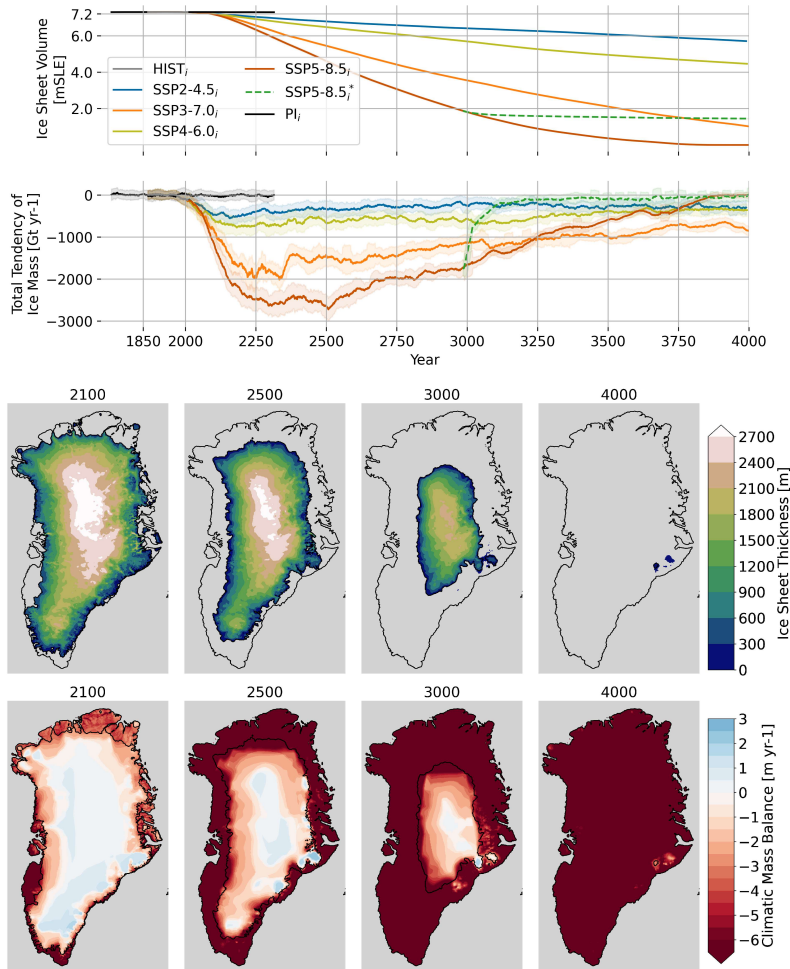 7.2
6.0
4.0
2.0
Ice Sheet Volume
[mSLE]
HIST_i
SSP2-4.5_i
SSP3-7.0_i
SSP4-6.0_i
SSP5-8.5_i
SSP5-8.5_i^*
PI_i
0
−1000
−2000
−3000
Total Tendency of
Ice Mass [Gt yr-1]
1850 2000 2250 2500 2750 3000 3250 3500 3750 4000
Year
2100 2500 3000 4000
2700
2400
2100
1800
1500
1200
900
600
300
0
Ice Sheet Thickness [m]
2100 2500 3000 4000
3
2
1
0
−1
−2
−3
−4
−5
−6
Climatic Mass Balance [m yr-1]